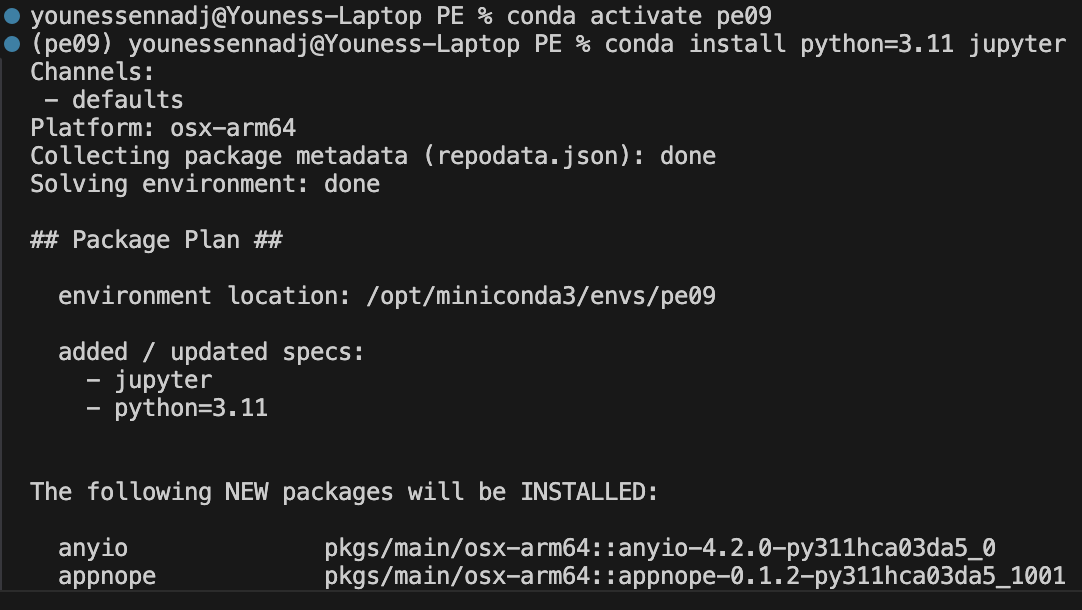 younessennadj@Youness-Laptop PE % conda activate pe09
(pe09) younessennadj@Youness-Laptop PE % conda install python=3.11 jupyter
Channels:
 - defaults
Platform: osx-arm64
Collecting package metadata (repodata.json): done
Solving environment: done

## Package Plan ##

  environment location: /opt/miniconda3/envs/pe09

  added / updated specs:
    - jupyter
    - python=3.11


The following NEW packages will be INSTALLED:

  anyio              pkgs/main/osx-arm64::anyio-4.2.0-py311hca03da5_0
  appnope            pkgs/main/osx-arm64::appnope-0.1.2-py311hca03da5_1001